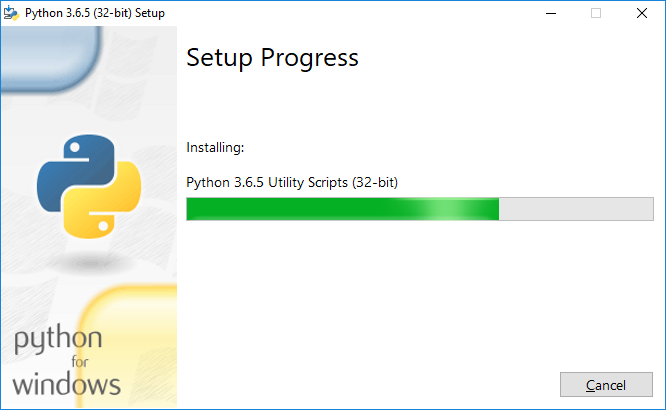 Python 3.6.5 (32-bit) Setup
Setup Progress
Installing:
Python 3.6.5 Utility Scripts (32-bit)
python
for
windows
Cancel